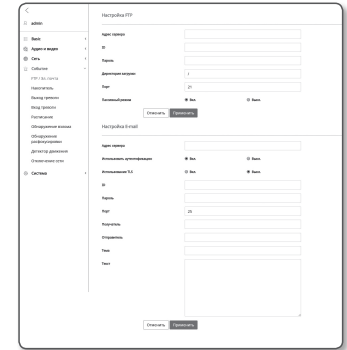 admin
Basic
Аудио и видео
Сеть
События
FTP / Эл. почта
Накопитель
Выход тревоги
Вход тревоги
Расписание
Обнаружение взлома
Обнаружение
расфокусировки
Детектор движения
Отключение сети
Система
Настройка FTP
Адрес сервера
ID
Пароль
Директория загрузки /
Порт 21
Пассивный режим Вкл. Выкл.
Отменить Применить
Настройка E-mail
Адрес сервера
Использовать аутентификацию Вкл. Выкл.
Использование TLS Вкл. Выкл.
ID
Пароль
Порт 25
Получатель
Отправитель
Тема
Текст
Отменить Применить